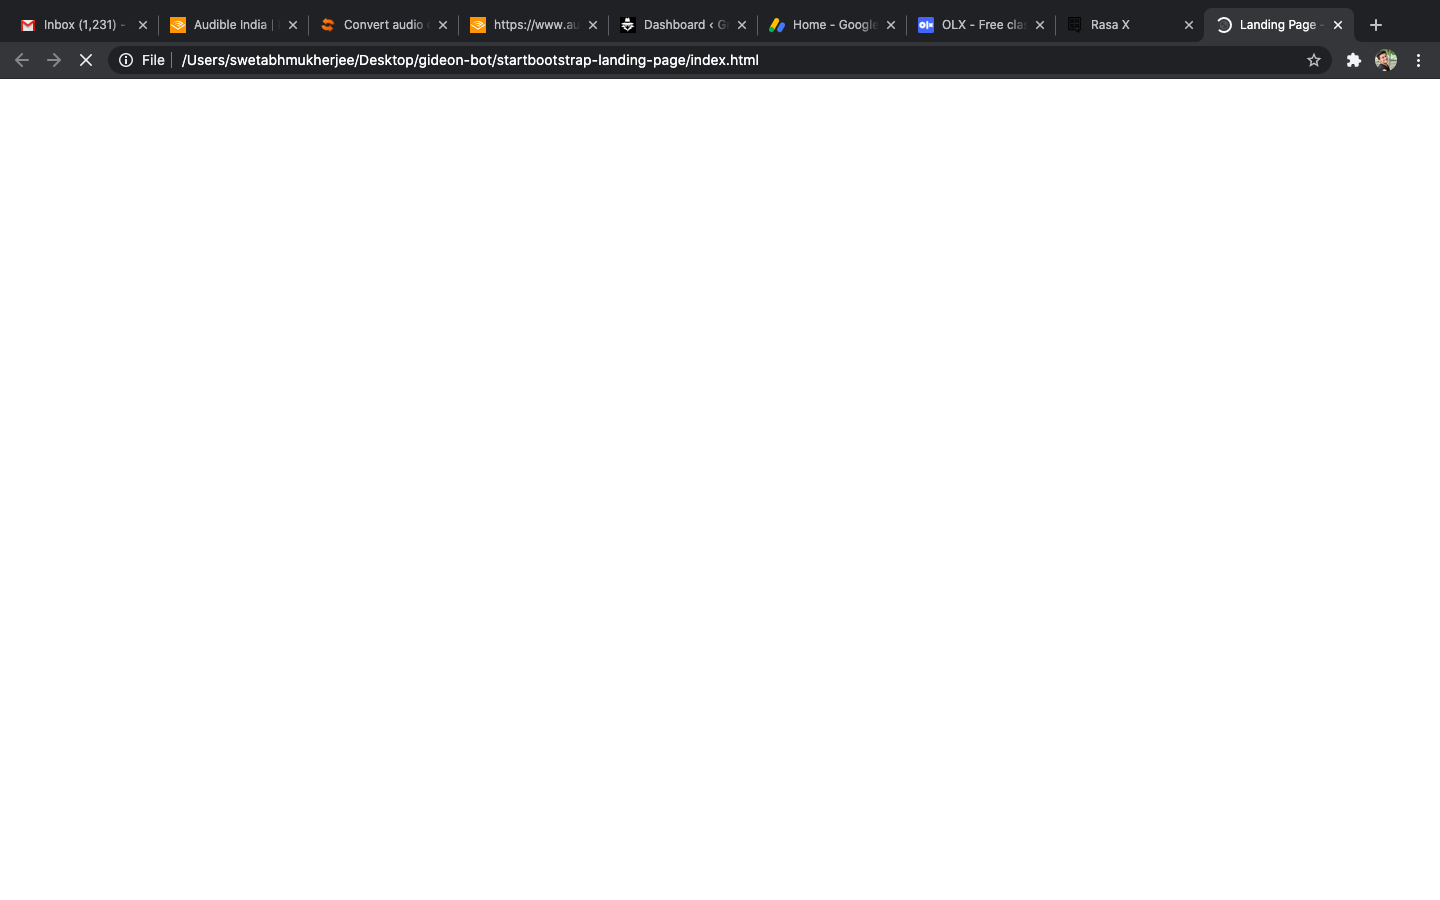 Inbox (1,231) -
Audible India |
Convert audio
https://www.au
Dashboard ‹ G
Home - Google
OLX - Free clas
Rasa X
Landing Page -
File
/Users/swetabhmukherjee/Desktop/gideon-bot/startbootstrap-landing-page/index.html